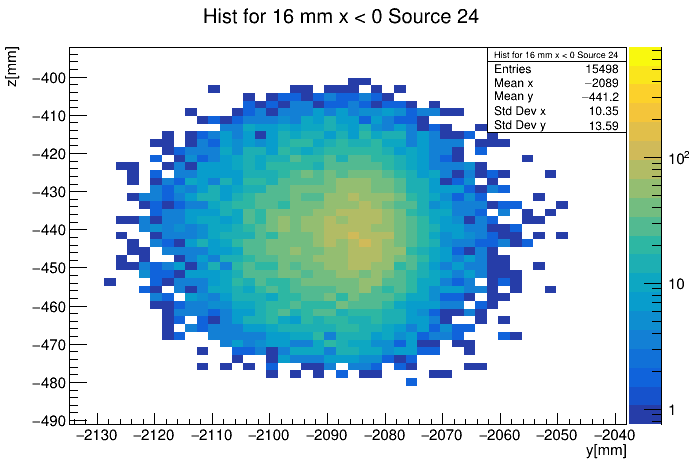 Hist for 16 mm x < 0 Source 24
z[mm]
Hist for 16 mm x < 0 Source 24
Entries 15498
Mean x −2089
Mean y −441.2
Std Dev x 10.35
Std Dev y 13.59
−400
−410
−420
−430
−440
−450
−460
−470
−480
−490
10²
10
1
−2130 −2120 −2110 −2100 −2090 −2080 −2070 −2060 −2050 −2040
y[mm]